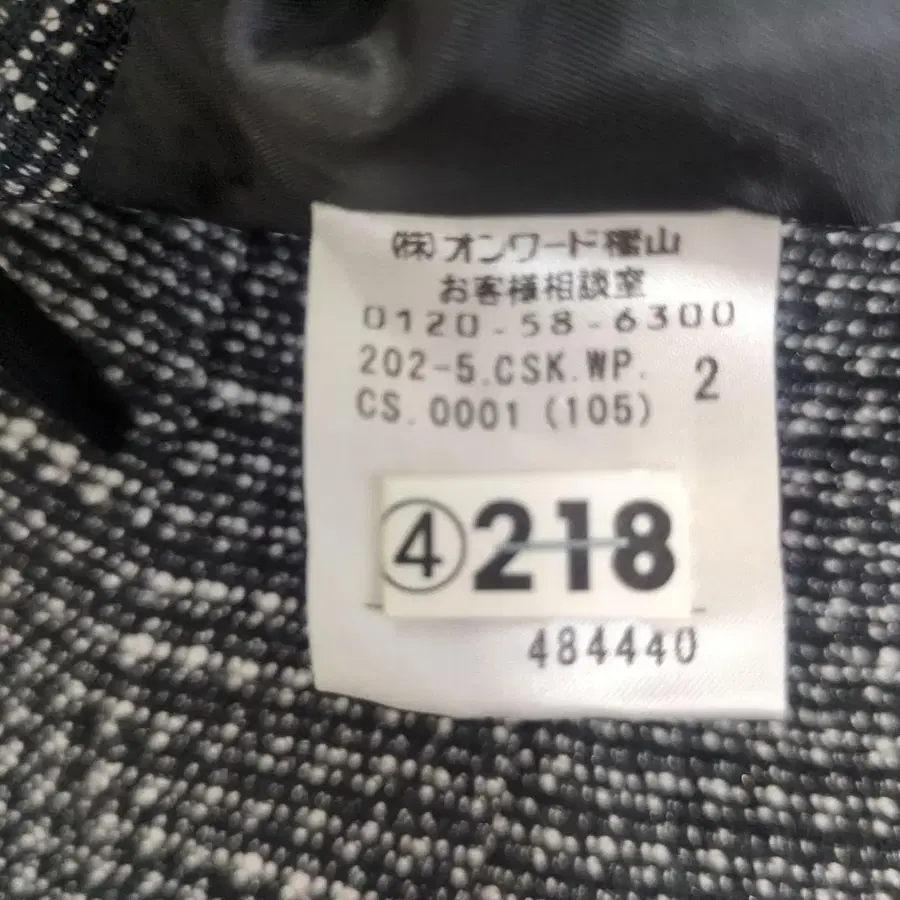 ㈱オンワード樫山
お客様相談室
0120-58-6300
202-5.CSK.WP. 2
CS.0001 (105)
④218
484440